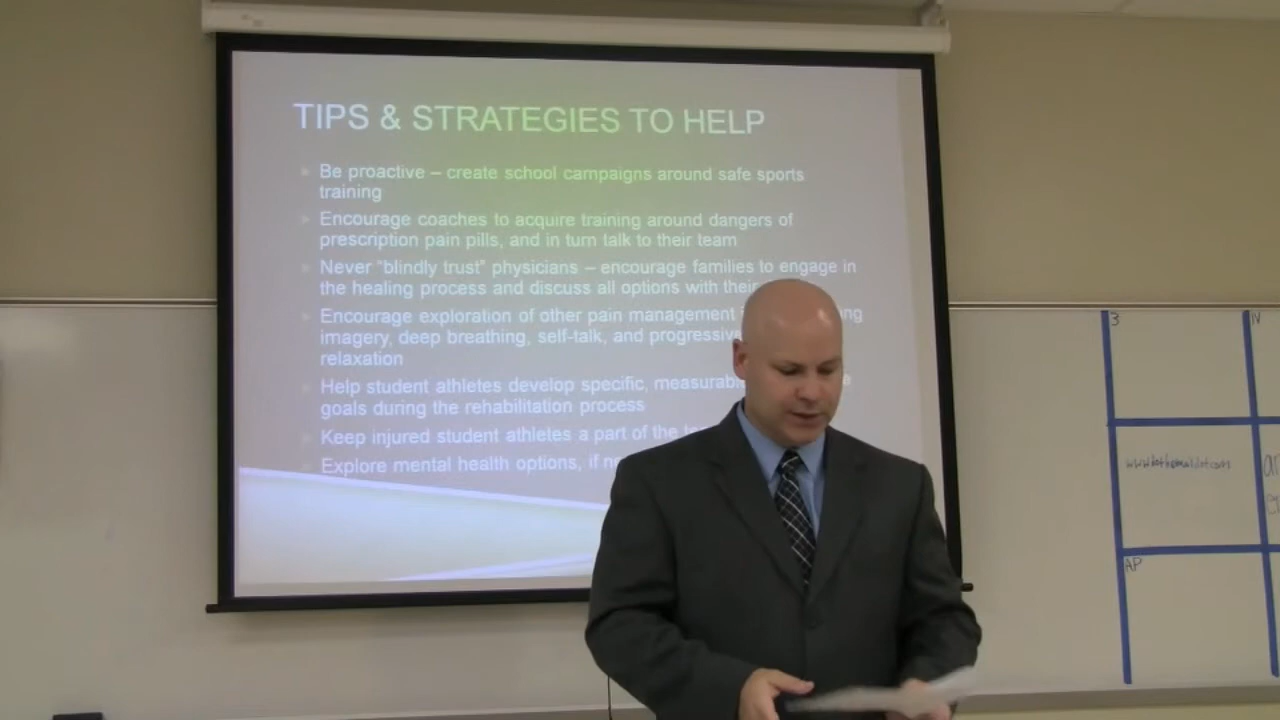 TIPS & STRATEGIES TO HELP
Be proactive – create school campaigns around safe sports
training
Encourage coaches to acquire training around dangers of
prescription pain pills, and in turn talk to their team
Never "blindly trust" physicians – encourage families to engage in
the healing process and discuss all options with their
Encourage exploration of other pain management
imagery, deep breathing, self-talk, and progressive
relaxation
Help student athletes develop specific, measurable
goals during the rehabilitation process
Keep injured student athletes a part of the
Explore mental health options, if
3
IV
AP